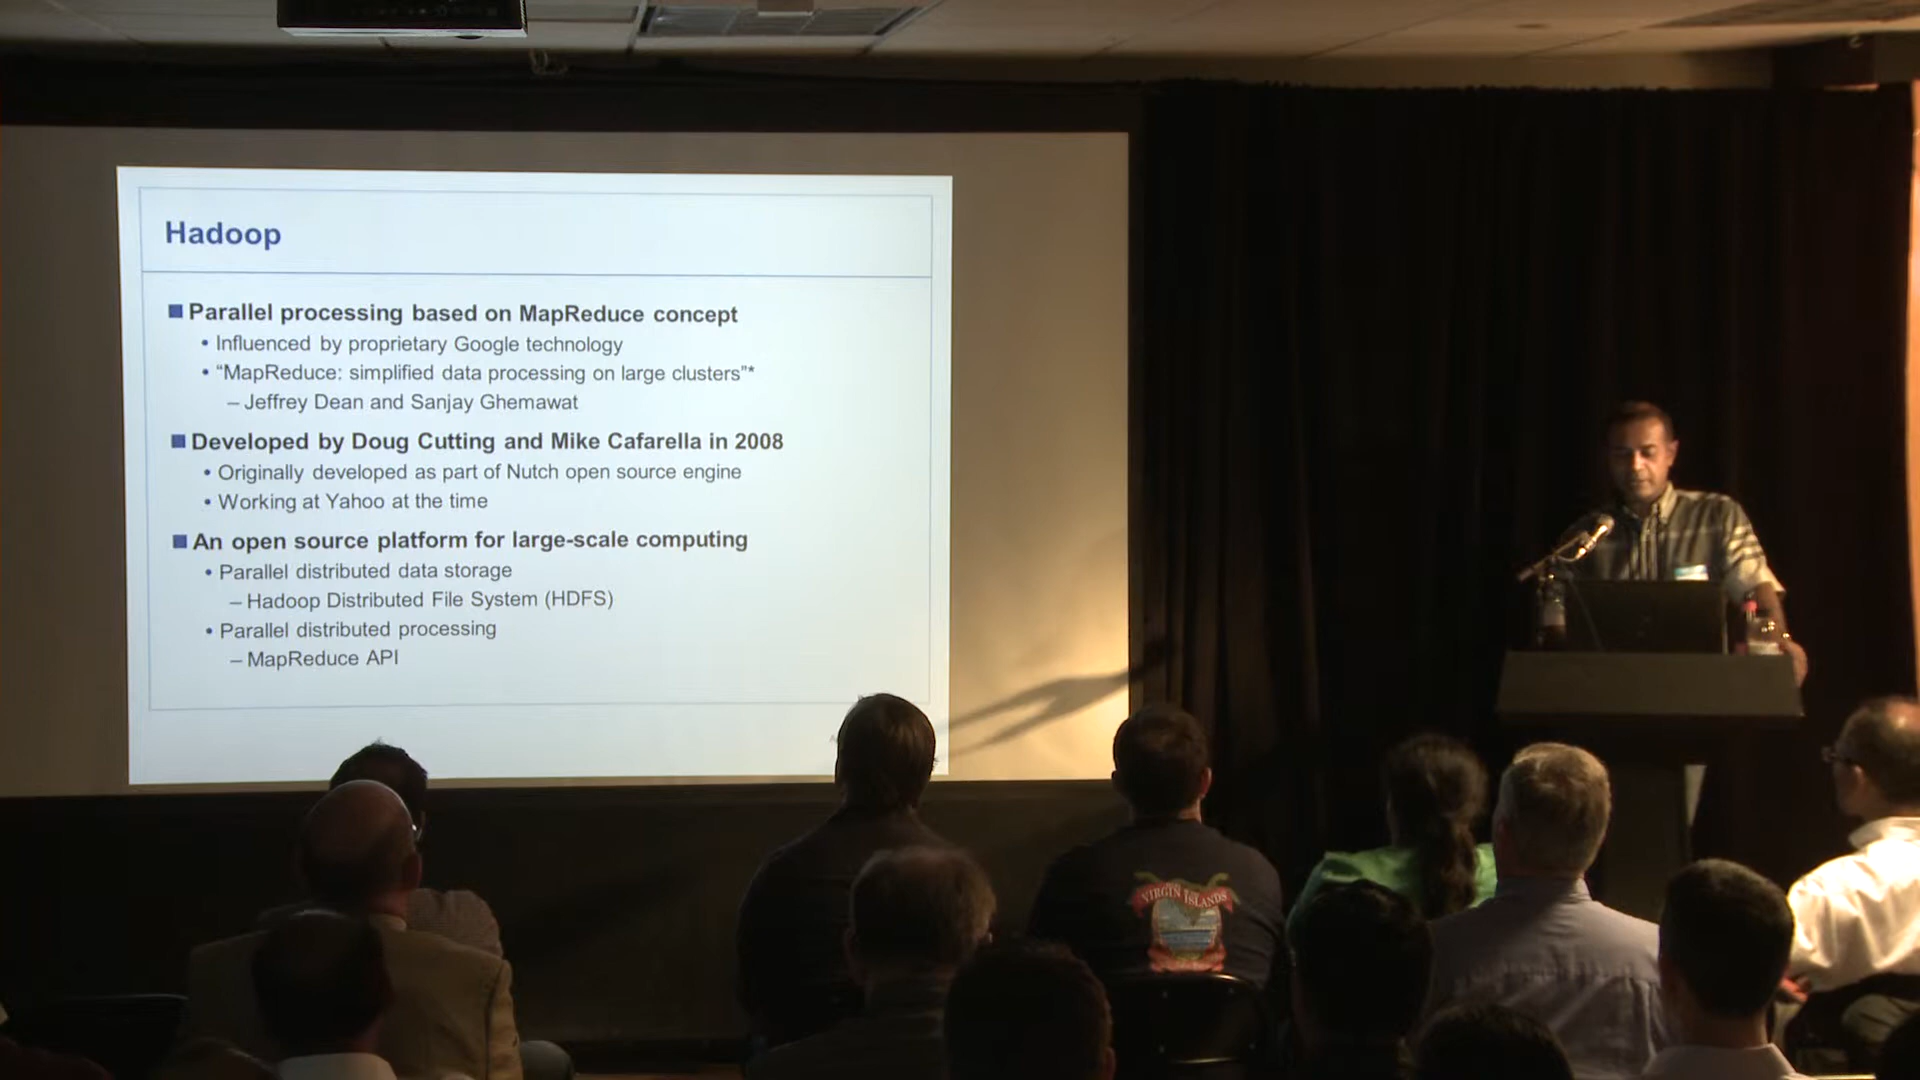 Hadoop
■ Parallel processing based on MapReduce concept
• Influenced by proprietary Google technology
• “MapReduce: simplified data processing on large clusters”*
– Jeffrey Dean and Sanjay Ghemawat
■ Developed by Doug Cutting and Mike Cafarella in 2008
• Originally developed as part of Nutch open source engine
• Working at Yahoo at the time
■ An open source platform for large-scale computing
• Parallel distributed data storage
– Hadoop Distributed File System (HDFS)
• Parallel distributed processing
– MapReduce API
VIRGIN ISLANDS